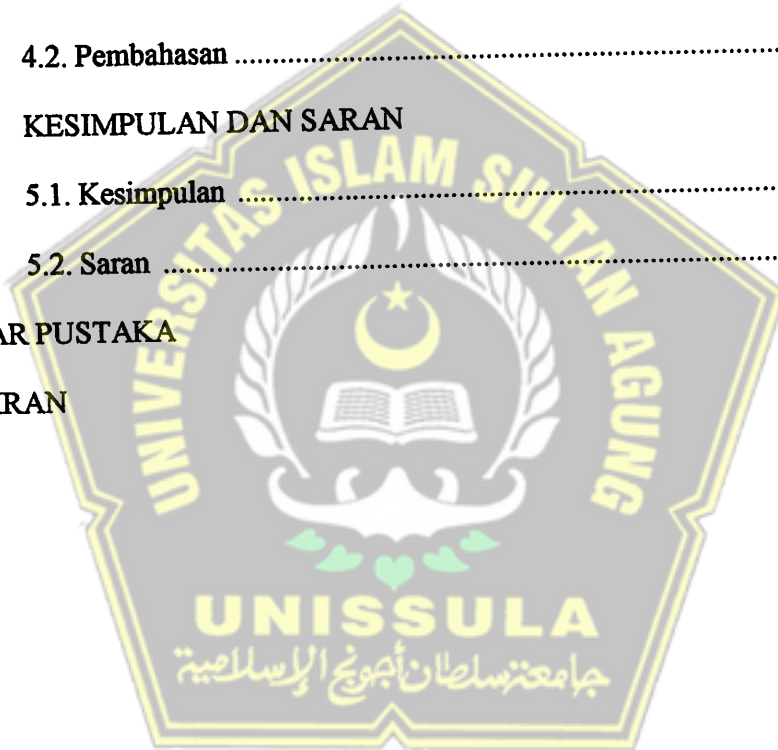 4.2. Pembahasan ........................................................................
KESIMPULAN DAN SARAN
5.1. Kesimpulan ........................................................................
5.2. Saran ........................................................................
AR PUSTAKA
RAN
UNIVERSITAS ISLAM SULTAN AGUNG
UNISSULA
جامعة سلطان أجونج الإسلامية